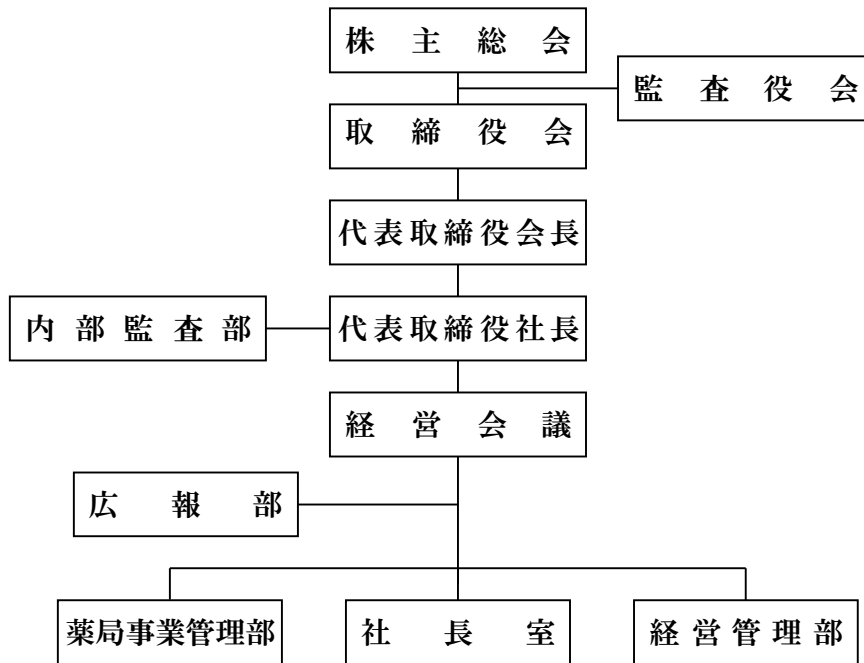 株主総会
監査役会
取締役会
代表取締役会長
内部監査部
代表取締役社長
経営会議
広報部
薬局事業管理部
社長室
経営管理部